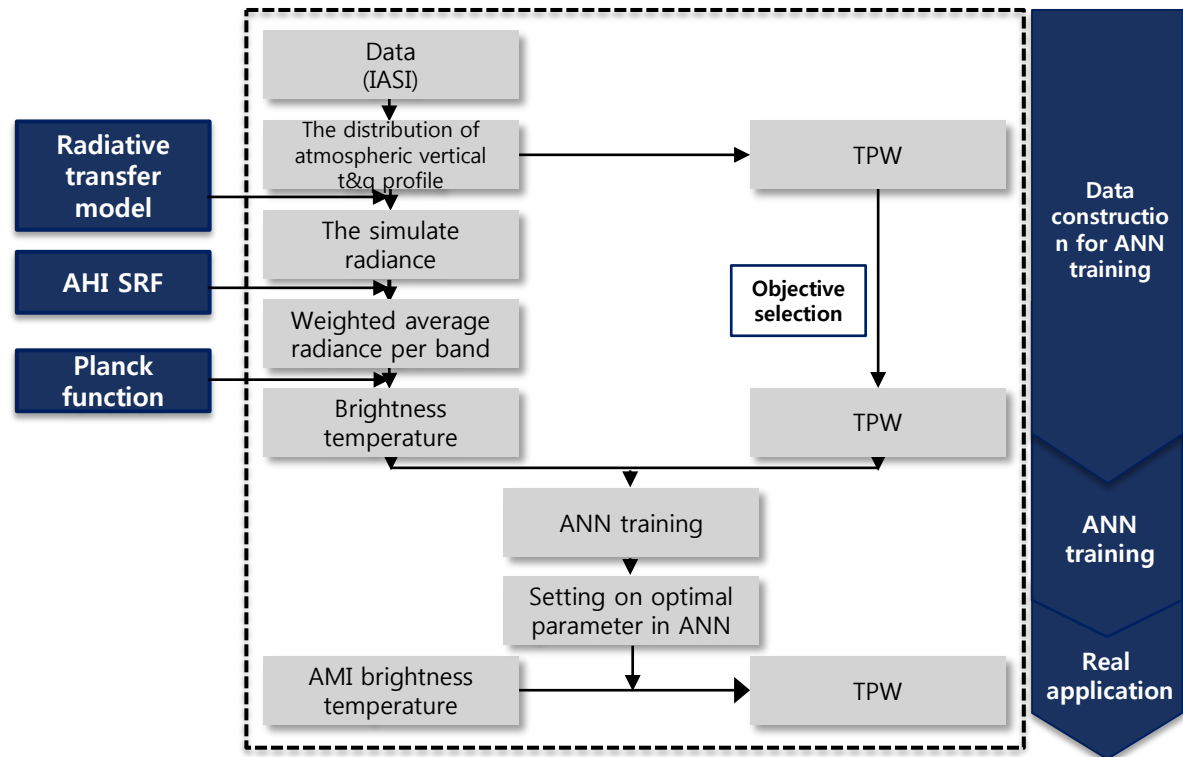 Data
(IASI)
Radiative
transfer
model
The distribution of
atmospheric vertical
t&q profile
TPW
Data
constructio
n for ANN
training
The simulate
radiance
AHI SRF
Objective
selection
Weighted average
radiance per band
Planck
function
Brightness
temperature
TPW
ANN training
ANN
training
Setting on optimal
parameter in ANN
AMI brightness
temperature
TPW
Real
application